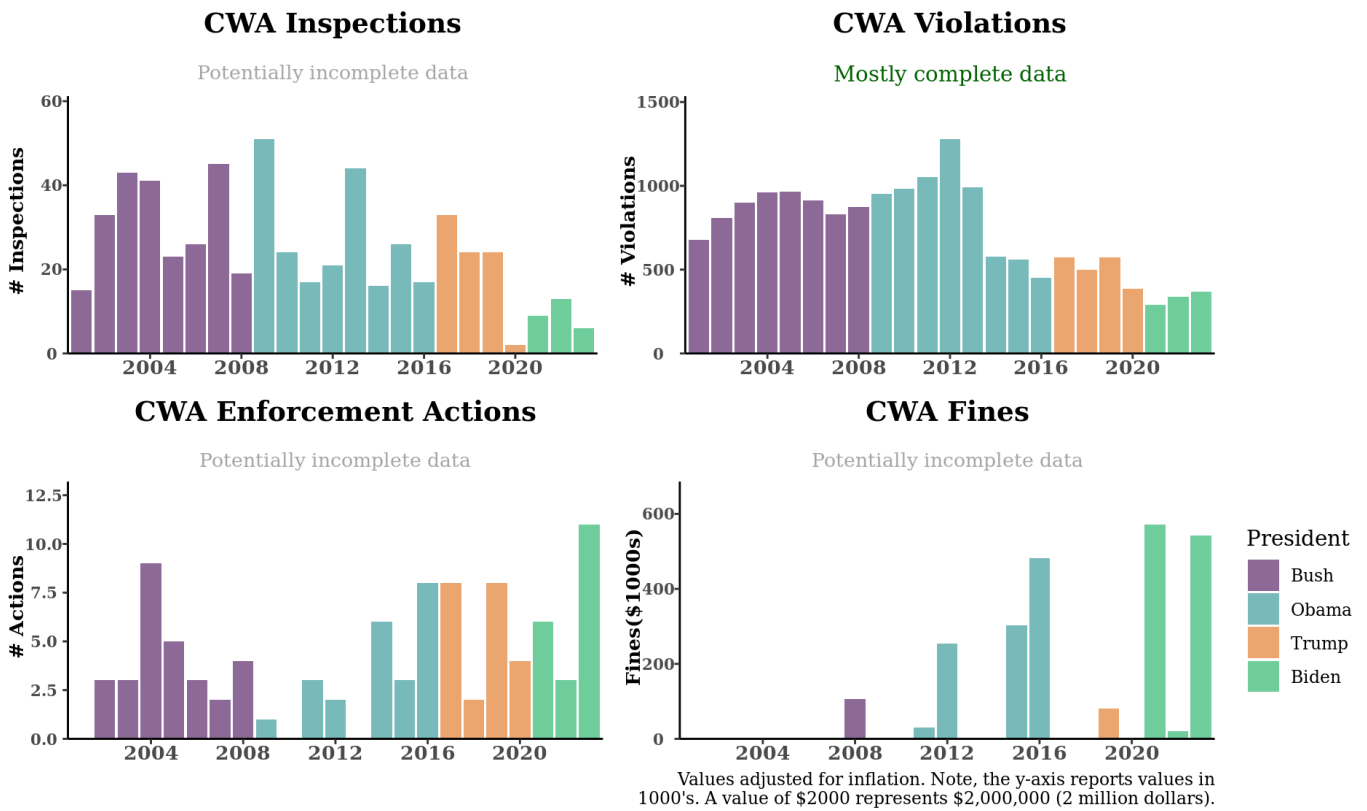 CWA Inspections
Potentially incomplete data
# Inspections
60
40
20
0
2004
2008
2012
2016
2020
CWA Violations
Mostly complete data
# Violations
1500
1000
500
0
2004
2008
2012
2016
2020
CWA Enforcement Actions
Potentially incomplete data
# Actions
12.5
10.0
7.5
5.0
2.5
0.0
2004
2008
2012
2016
2020
CWA Fines
Potentially incomplete data
Fines($1000s)
600
400
200
0
2004
2008
2012
2016
2020
President
Bush
Obama
Trump
Biden
Values adjusted for inflation. Note, the y-axis reports values in
1000's. A value of $2000 represents $2,000,000 (2 million dollars).